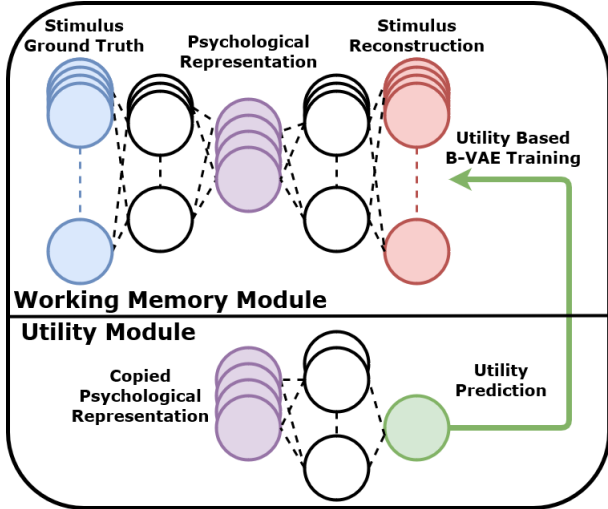 Stimulus
Ground Truth
Psychological
Representation
Stimulus
Reconstruction
Utility Based
B-VAE Training
Working Memory Module
Utility Module
Copied
Psychological
Representation
Utility
Prediction